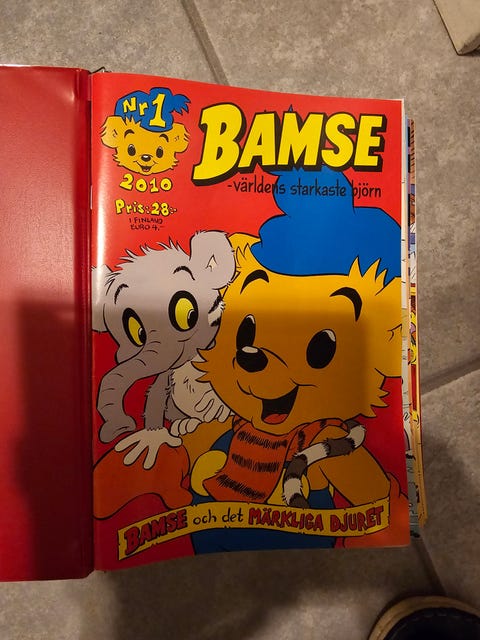 Nr 1
2010
Pris: 28:-
I FINLAND
EURO 4,-
BAMSE
-världens starkaste björn
BAMSE och det MÄRKLIGA DJURET